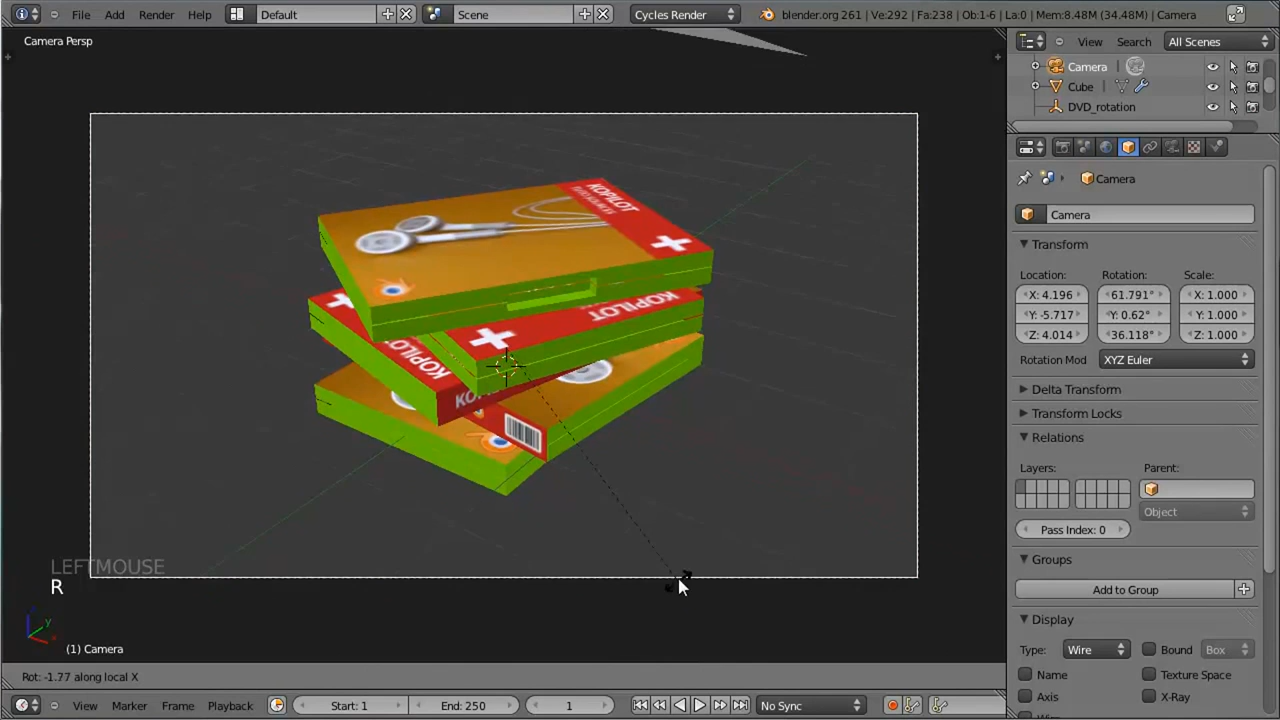 File Add Render Help Default Scene Cycles Render blender.org 261 | Ve:292 | Fa:238 | Ob:1-6 | La:0 | Mem:8.48M (34.48M) | Camera
Camera Persp
View Search All Scenes
Camera
Cube
DVD_rotation
Camera
Camera
Transform
Location: Rotation: Scale:
X: 4.196 61.791° X: 1.000
Y: -5.717 Y: 0.62° Y: 1.000
Z: 4.014 36.118° Z: 1.000
Rotation Mod XYZ Euler
Delta Transform
Transform Locks
Relations
Layers: Parent:
Object
Pass Index: 0
Groups
Add to Group
Display
Type: Wire Bound Box
Name Texture Space
Axis X-Ray
KOPILOT
KOPILOT
KOPILOT
LEFTMOUSE
R
z
y
x
(1) Camera
Rot: -1.77 along local X
View Marker Frame Playback Start: 1 End: 250 1 No Sync